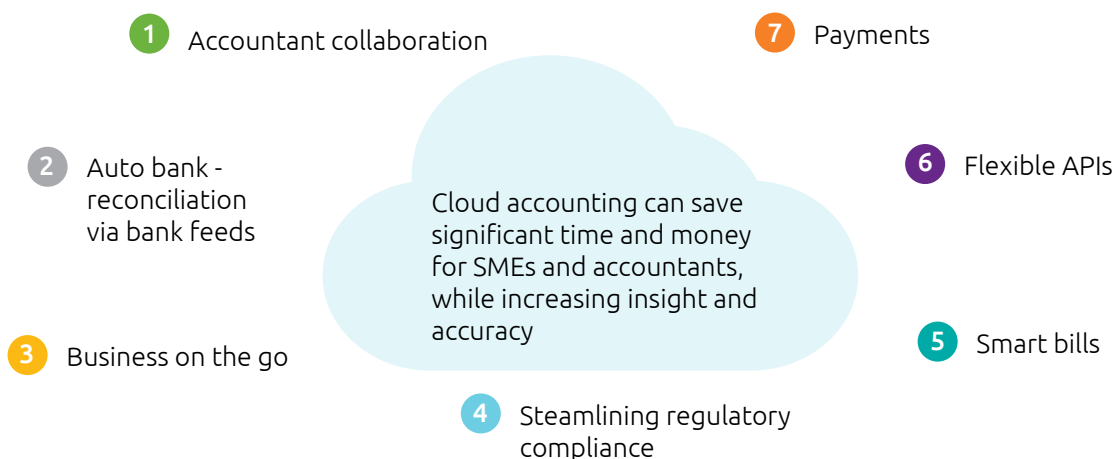 1 Accountant collaboration
2 Auto bank -
reconciliation
via bank feeds
3 Business on the go
4 Steamlining regulatory
compliance
5 Smart bills
6 Flexible APIs
7 Payments
Cloud accounting can save
significant time and money
for SMEs and accountants,
while increasing insight and
accuracy